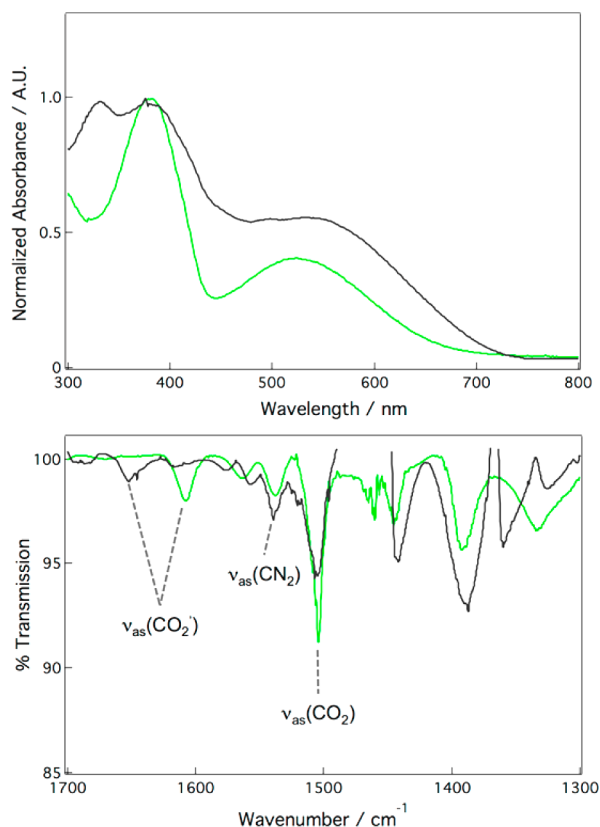 Normalized Absorbance / A.U.
1.0
0.5
0
300 400 500 600 700 800
Wavelength / nm
% Transmission
100
95
90
85
νas(CN2)
νas(CO2')
νas(CO2)
1700 1600 1500 1400 1300
Wavenumber / cm-1